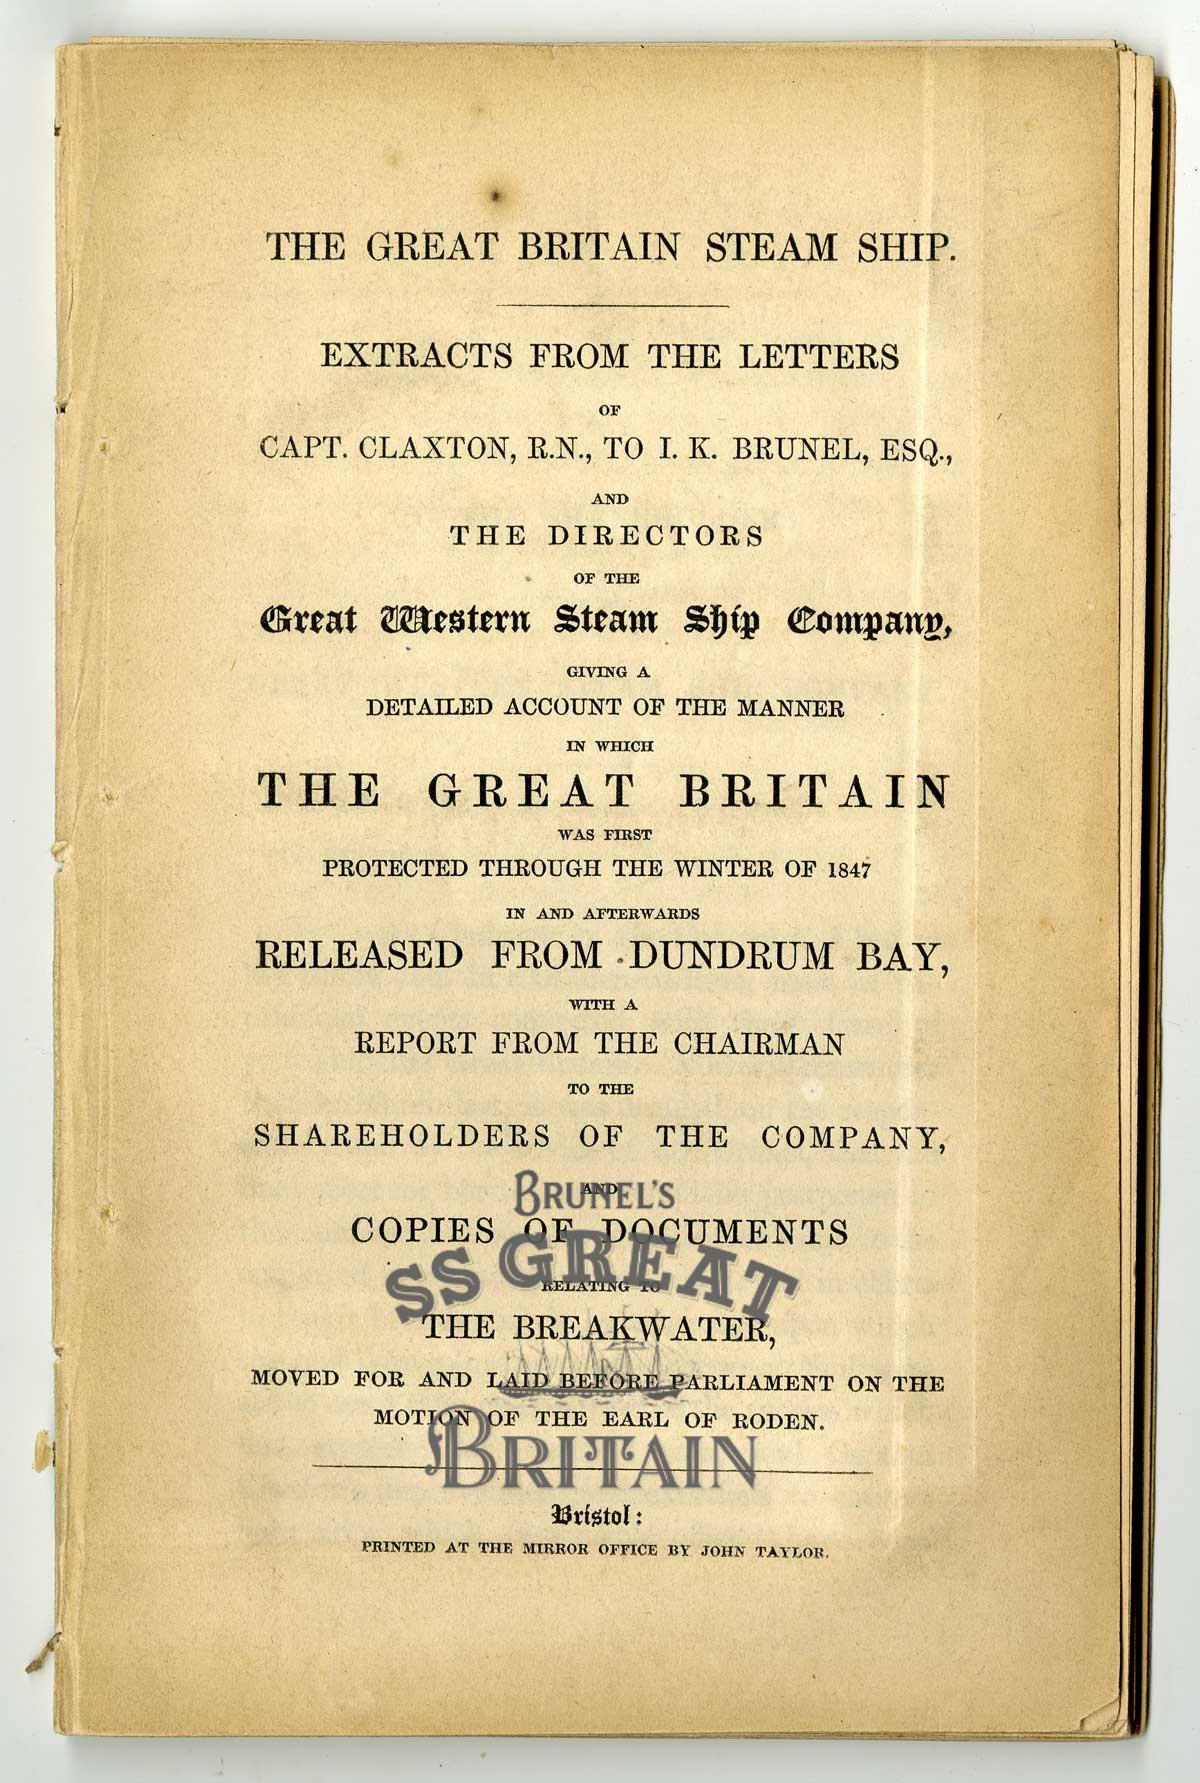 THE GREAT BRITAIN STEAM SHIP.
EXTRACTS FROM THE LETTERS
OF
CAPT. CLAXTON, R.N., TO I. K. BRUNEL, ESQ.,
AND
THE DIRECTORS
OF THE
Great Western Steam Ship Company,
GIVING A
DETAILED ACCOUNT OF THE MANNER
IN WHICH
THE GREAT BRITAIN
WAS FIRST
PROTECTED THROUGH THE WINTER OF 1847
IN AND AFTERWARDS
RELEASED FROM DUNDRUM BAY,
WITH A
REPORT FROM THE CHAIRMAN
TO THE
SHAREHOLDERS OF THE COMPANY,
AND
COPIES OF DOCUMENTS
RELATING TO
THE BREAKWATER,
MOVED FOR AND LAID BEFORE PARLIAMENT ON THE
MOTION OF THE EARL OF RODEN.
Bristol:
PRINTED AT THE MIRROR OFFICE BY JOHN TAYLOR.
BRUNEL'S
SS GREAT
BRITAIN